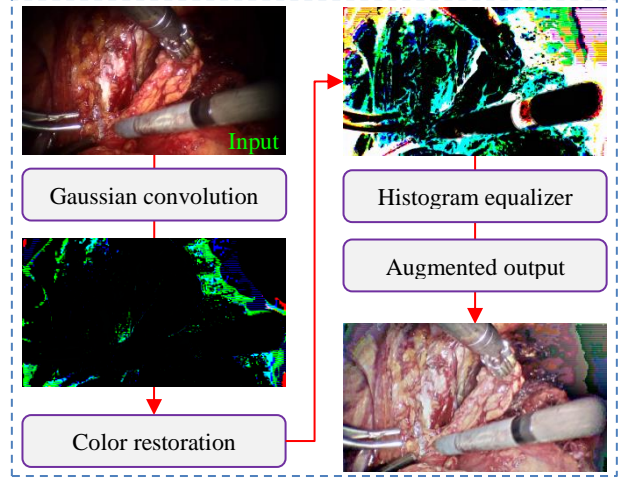 Input
Gaussian convolution
Color restoration
Histogram equalizer
Augmented output